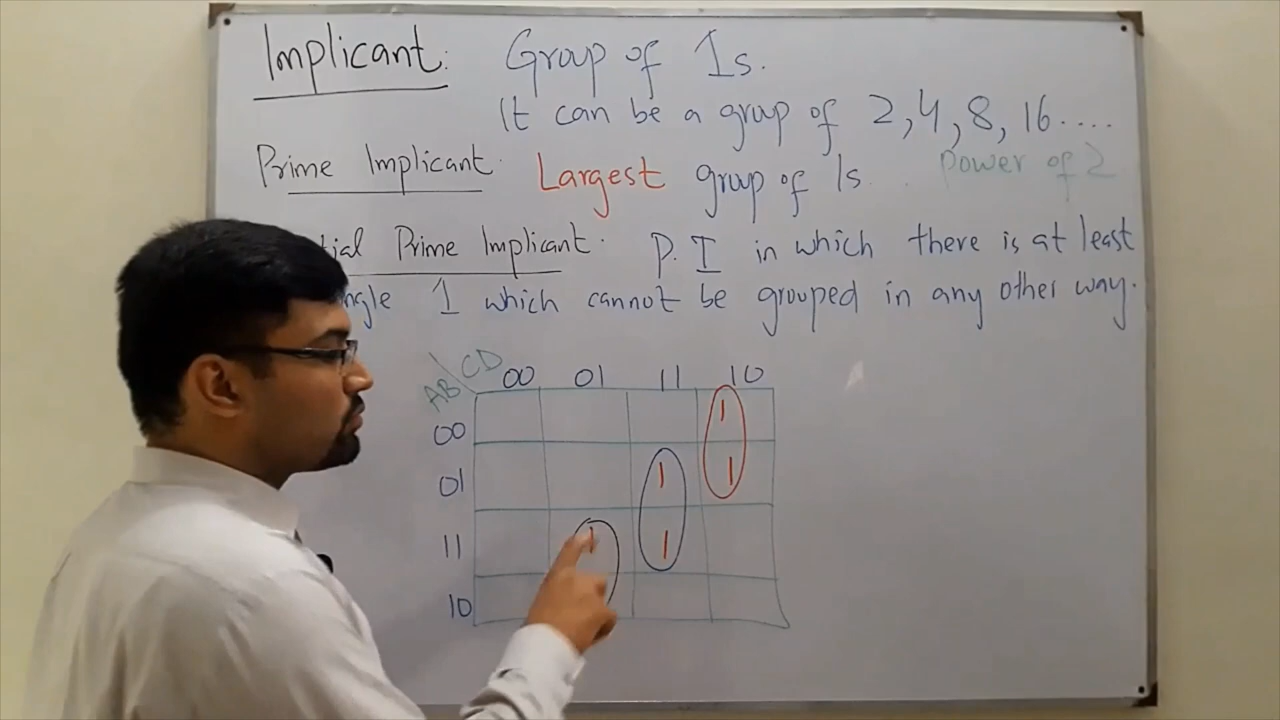 Implicant: Group of 1s.
It can be a group of 2,4,8,16....
Prime Implicant. Largest group of 1s. Power of 2
Prime Implicant. P.I in which there is at least
1 which cannot be grouped in any other way.
AB\CD 00 01 11 10
00 1
01 1 1
11 1 1
10